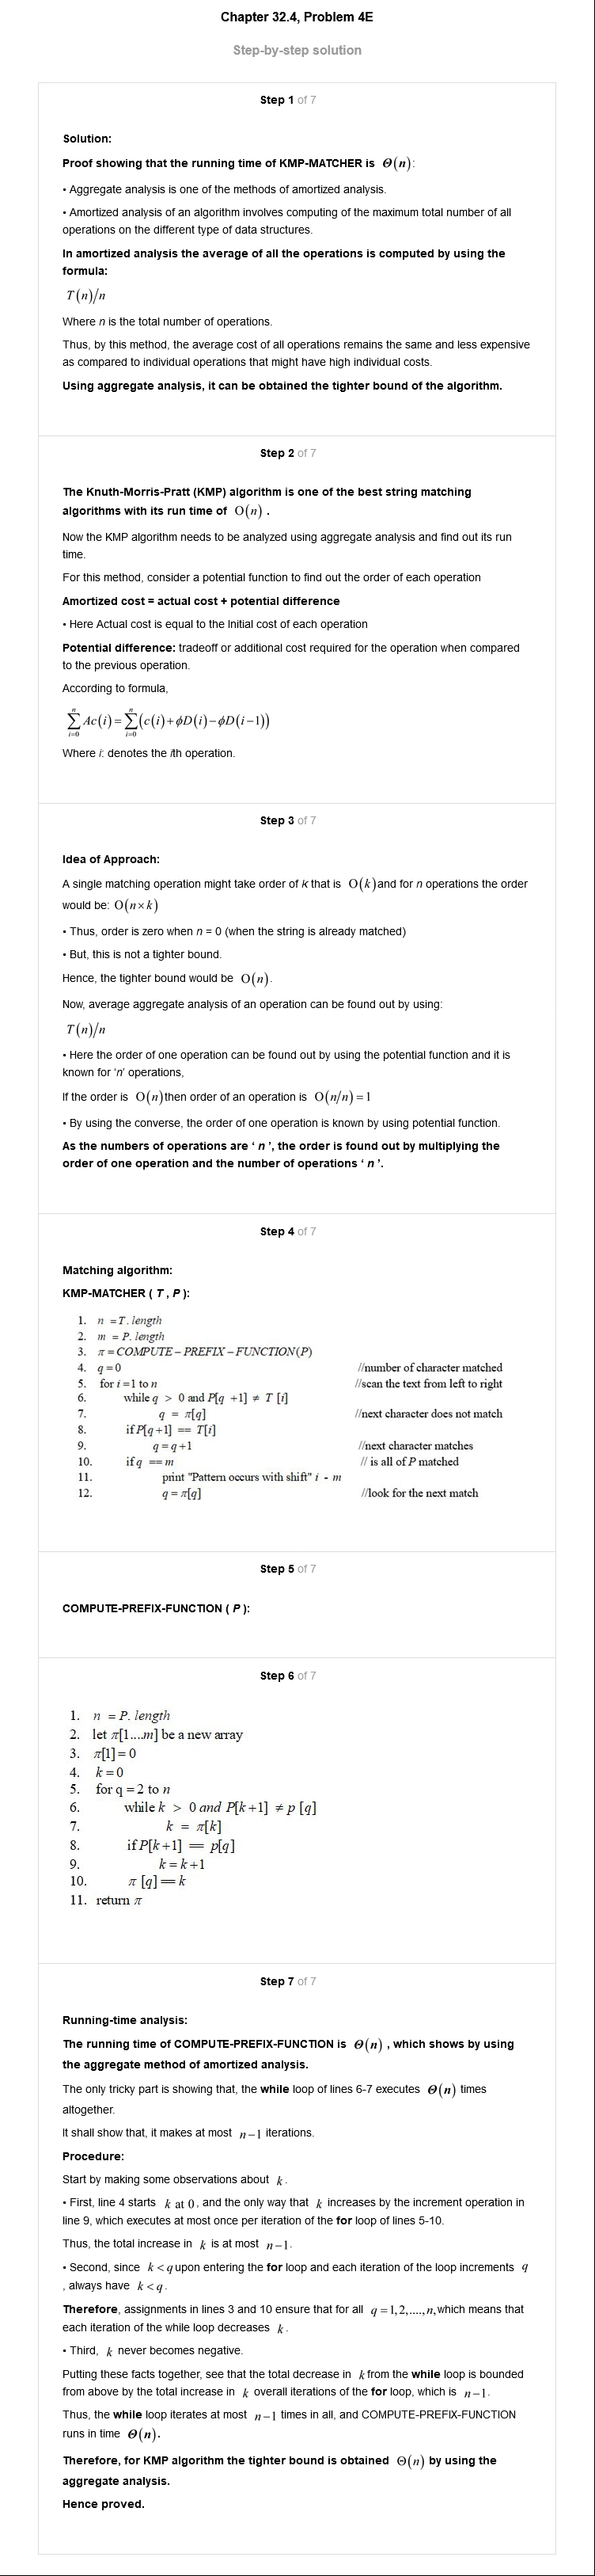 Chapter 32.4, Problem 4E
Step-by-step solution
Step 1 of 7
Solution:
Proof showing that the running time of KMP-MATCHER is Θ(n):
• Aggregate analysis is one of the methods of amortized analysis.
• Amortized analysis of an algorithm involves computing of the maximum total number of all
operations on the different type of data structures.
In amortized analysis the average of all the operations is computed by using the
formula:
T(n)/n
Where n is the total number of operations.
Thus, by this method, the average cost of all operations remains the same and less expensive
as compared to individual operations that might have high individual costs.
Using aggregate analysis, it can be obtained the tighter bound of the algorithm.
Step 2 of 7
The Knuth-Morris-Pratt (KMP) algorithm is one of the best string matching
algorithms with its run time of O(n) .
Now the KMP algorithm needs to be analyzed using aggregate analysis and find out its run
time.
For this method, consider a potential function to find out the order of each operation
Amortized cost = actual cost + potential difference
• Here Actual cost is equal to the Initial cost of each operation
Potential difference: tradeoff or additional cost required for the operation when compared
to the previous operation.
According to formula,
∑_{i=0}^{n} Ac(i) = ∑_{i=0}^{n} (c(i)+ϕD(i)−ϕD(i−1))
Where i: denotes the ith operation.
Step 3 of 7
Idea of Approach:
A single matching operation might take order of k that is O(k) and for n operations the order
would be: O(n×k)
• Thus, order is zero when n = 0 (when the string is already matched)
• But, this is not a tighter bound.
Hence, the tighter bound would be O(n).
Now, average aggregate analysis of an operation can be found out by using:
T(n)/n
• Here the order of one operation can be found out by using the potential function and it is
known for ‘n’ operations,
If the order is O(n) then order of an operation is O(n/n) = 1
• By using the converse, the order of one operation is known by using potential function.
As the numbers of operations are ‘ n ’, the order is found out by multiplying the
order of one operation and the number of operations ‘ n ’.
Step 4 of 7
Matching algorithm:
KMP-MATCHER ( T , P ):
1. n =T. length
2. m = P. length
3. π = COMPUTE – PREFIX – FUNCTION(P)
4. q = 0 //number of character matched
5. for i = 1 to n //scan the text from left to right
6. while q > 0 and P[q +1] ≠ T [i]
7. q = π[q] //next character does not match
8. if P[q+1] == T[i]
9. q = q +1 //next character matches
10. if q == m // is all of P matched
11. print "Pattern occurs with shift" i - m
12. q = π[q] //look for the next match
Step 5 of 7
COMPUTE-PREFIX-FUNCTION ( P ):
Step 6 of 7
1. n = P. length
2. let π[1....m] be a new array
3. π[1] = 0
4. k = 0
5. for q = 2 to n
6. while k > 0 and P[k+1] ≠ p [q]
7. k = π[k]
8. if P[k+1] == p[q]
9. k = k+1
10. π [q] == k
11. return π
Step 7 of 7
Running-time analysis:
The running time of COMPUTE-PREFIX-FUNCTION is Θ(n) , which shows by using
the aggregate method of amortized analysis.
The only tricky part is showing that, the while loop of lines 6-7 executes Θ(n) times
altogether.
It shall show that, it makes at most n−1 iterations.
Procedure:
Start by making some observations about k .
• First, line 4 starts k at 0 , and the only way that k increases by the increment operation in
line 9, which executes at most once per iteration of the for loop of lines 5-10.
Thus, the total increase in k is at most n−1.
• Second, since k < q upon entering the for loop and each iteration of the loop increments q
, always have k < q .
Therefore, assignments in lines 3 and 10 ensure that for all q = 1, 2,...., n, which means that
each iteration of the while loop decreases k .
• Third, k never becomes negative.
Putting these facts together, see that the total decrease in k from the while loop is bounded
from above by the total increase in k overall iterations of the for loop, which is n−1.
Thus, the while loop iterates at most n−1 times in all, and COMPUTE-PREFIX-FUNCTION
runs in time Θ(n).
Therefore, for KMP algorithm the tighter bound is obtained Θ(n) by using the
aggregate analysis.
Hence proved.